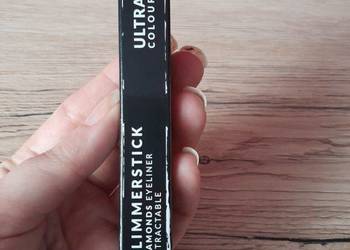 ULTRA
COLOUR
LIMMERSTICK
AMONDS EYELINER
TRACTABLE